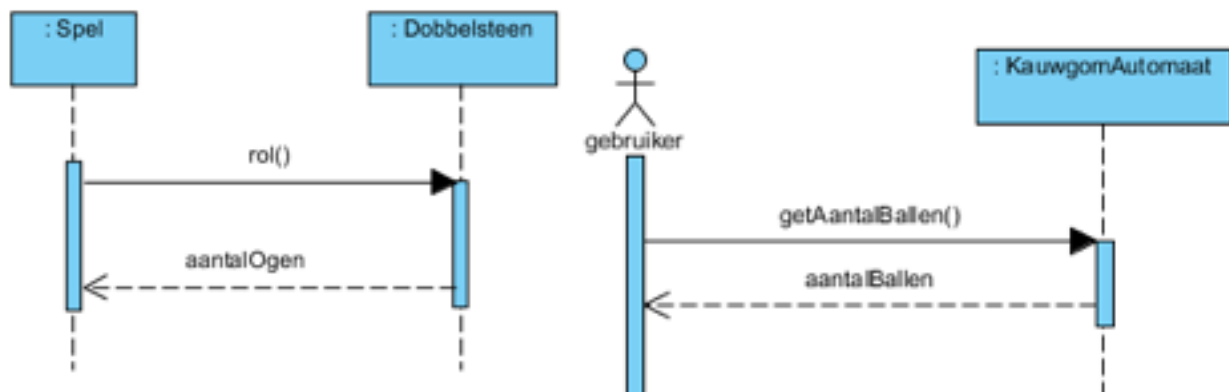 : Spel
: Dobbelsteen
rol()
aantalOgen
gebruiker
: KauwgomAutomaat
getAantalBallen()
aantalBallen